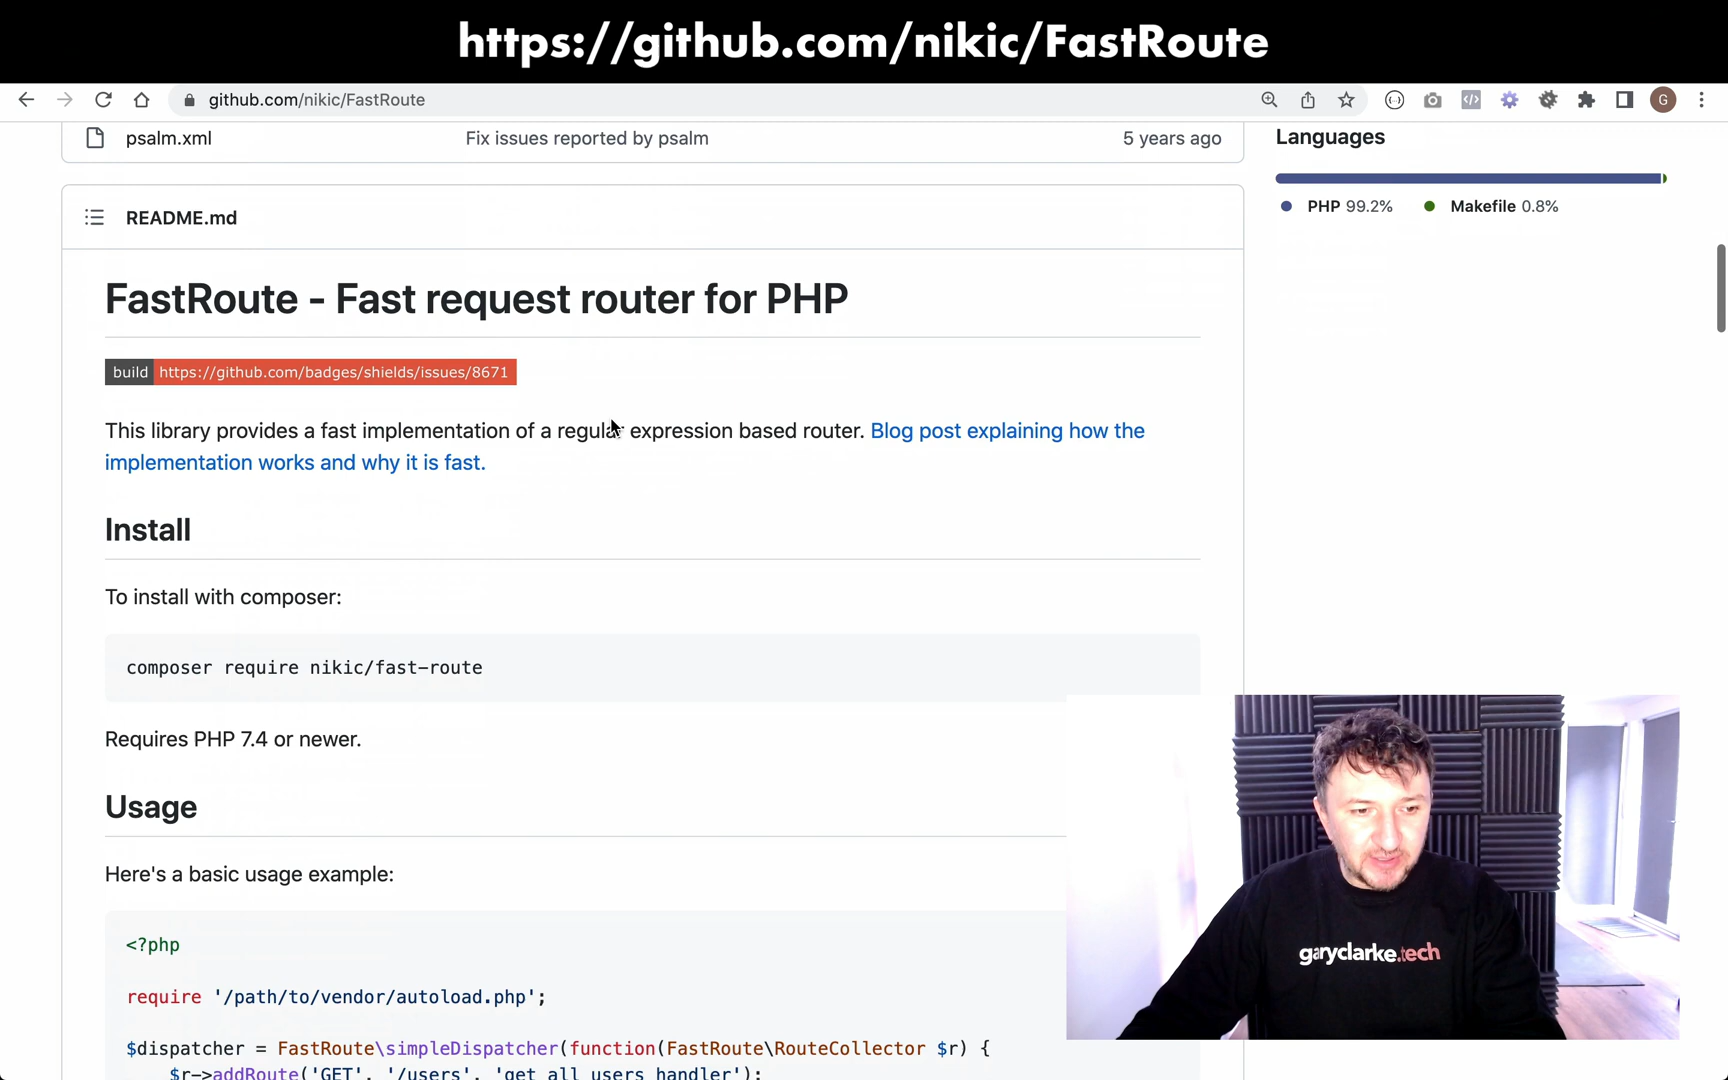 https://github.com/nikic/FastRoute
github.com/nikic/FastRoute
G
psalm.xml
Fix issues reported by psalm
5 years ago
Languages
PHP 99.2%
Makefile 0.8%
README.md
FastRoute - Fast request router for PHP
build https://github.com/badges/shields/issues/8671
This library provides a fast implementation of a regular expression based router. Blog post explaining how the
implementation works and why it is fast.
Install
To install with composer:
composer require nikic/fast-route
Requires PHP 7.4 or newer.
Usage
Here's a basic usage example:
<?php
require '/path/to/vendor/autoload.php';
$dispatcher = FastRoute\simpleDispatcher(function(FastRoute\RouteCollector $r) {
$r->addRoute('GET', '/users', 'get_all_users_handler');
garyclarke.tech